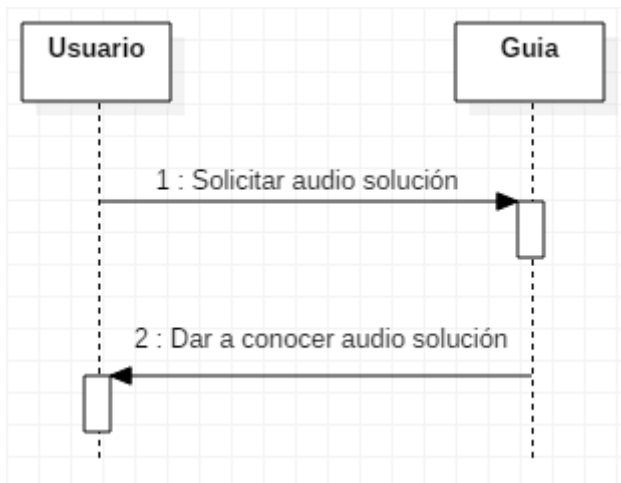 Usuario
Guia
1 : Solicitar audio solución
2 : Dar a conocer audio solución